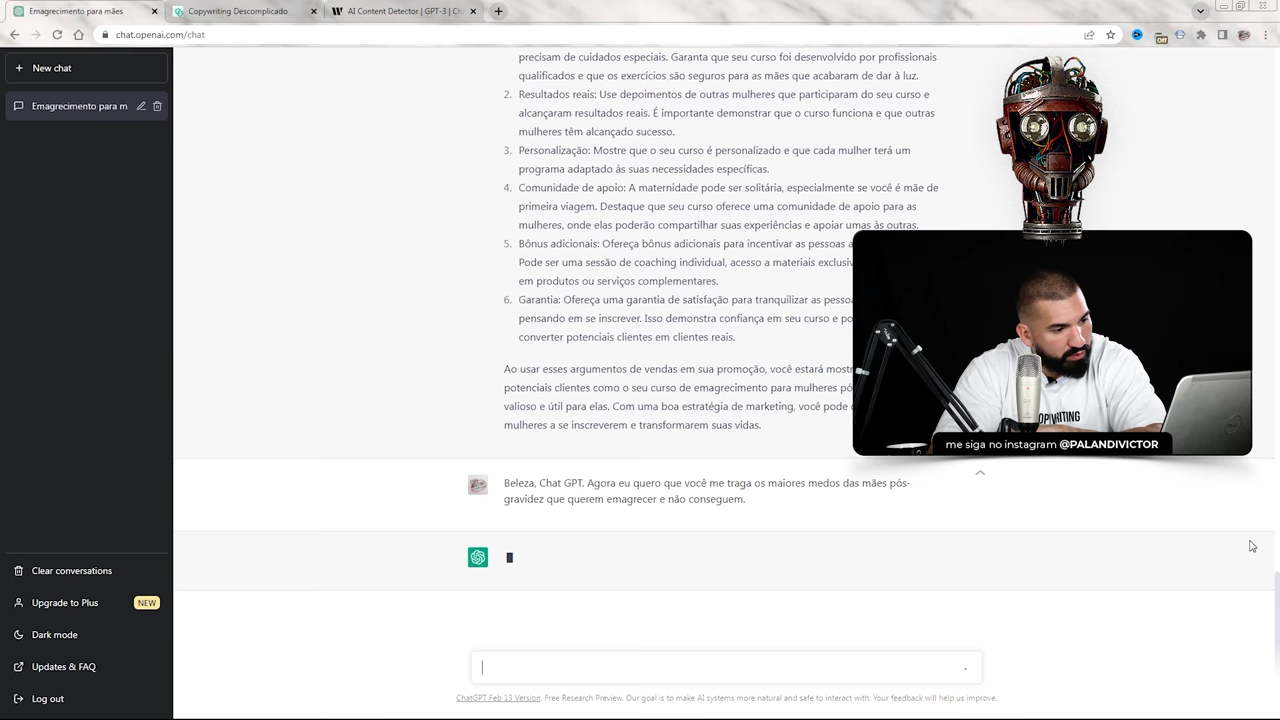 Emagrecimento para mães
Copywriting Descomplicado
AI Content Detector | GPT-3 | C
chat.openai.com/chat
Off
New chat
Emagrecimento para m
precisam de cuidados especiais. Garanta que seu curso foi desenvolvido por profissionais
qualificados e que os exercícios são seguros para as mães que acabaram de dar à luz.
2. Resultados reais: Use depoimentos de outras mulheres que participaram do seu curso e
alcançaram resultados reais. É importante demonstrar que o curso funciona e que outras
mulheres têm alcançado sucesso.
3. Personalização: Mostre que o seu curso é personalizado e que cada mulher terá um
programa adaptado às suas necessidades específicas.
4. Comunidade de apoio: A maternidade pode ser solitária, especialmente se você é mãe de
primeira viagem. Destaque que seu curso oferece uma comunidade de apoio para as
mulheres, onde elas poderão compartilhar suas experiências e apoiar umas às outras.
5. Bônus adicionais: Ofereça bônus adicionais para incentivar as pessoas a
Pode ser uma sessão de coaching individual, acesso a materiais exclusiv
em produtos ou serviços complementares.
6. Garantia: Ofereça uma garantia de satisfação para tranquilizar as pessoa
pensando em se inscrever. Isso demonstra confiança em seu curso e po
converter potenciais clientes em clientes reais.
Ao usar esses argumentos de vendas em sua promoção, você estará mostr
potenciais clientes como o seu curso de emagrecimento para mulheres pó
valioso e útil para elas. Com uma boa estratégia de marketing, você pode
mulheres a se inscreverem e transformarem suas vidas.
OPIWRITING
me siga no instagram @PALANDIVICTOR
Beleza, Chat GPT. Agora eu quero que você me traga os maiores medos das mães pós-
gravidez que querem emagrecer e não conseguem.
Clear conversations
Upgrade to Plus NEW
Dark mode
Updates & FAQ
Log out
ChatGPT Feb 13 Version. Free Research Preview. Our goal is to make AI systems more natural and safe to interact with. Your feedback will help us improve.